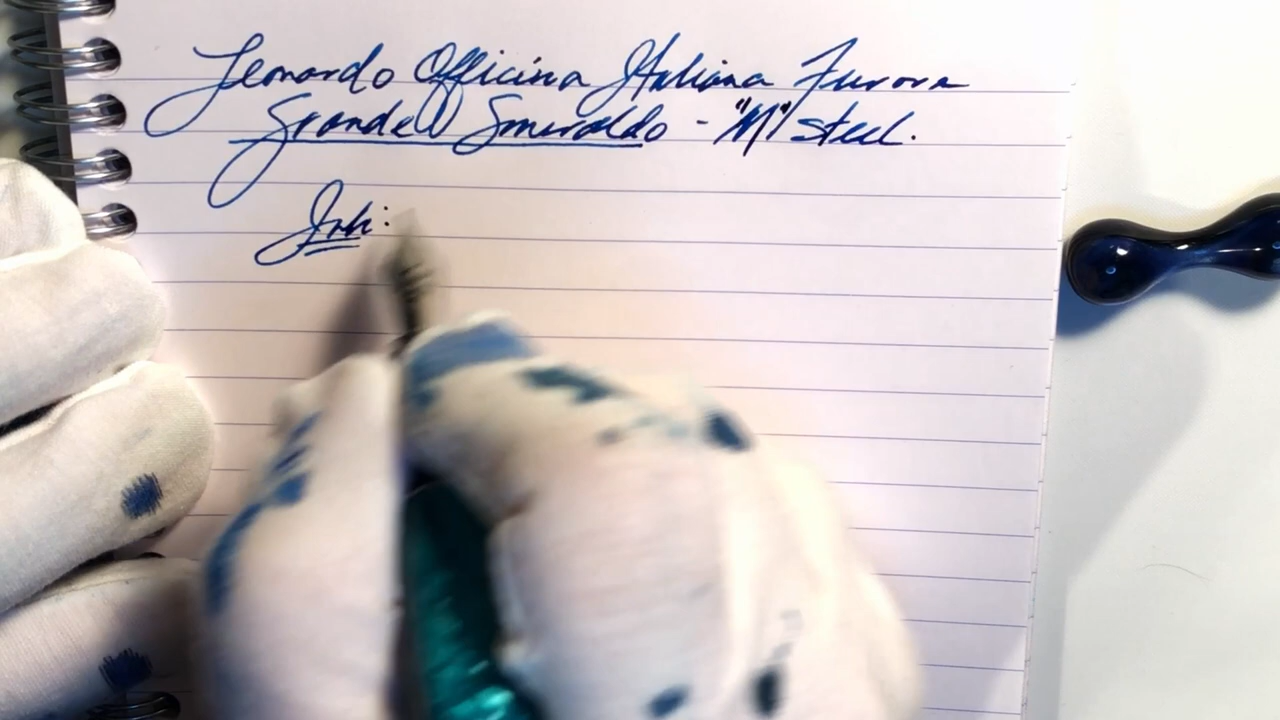 Leonardo Officina Italiana Furora
Grande Smeraldo - "M" steel.
Ink: